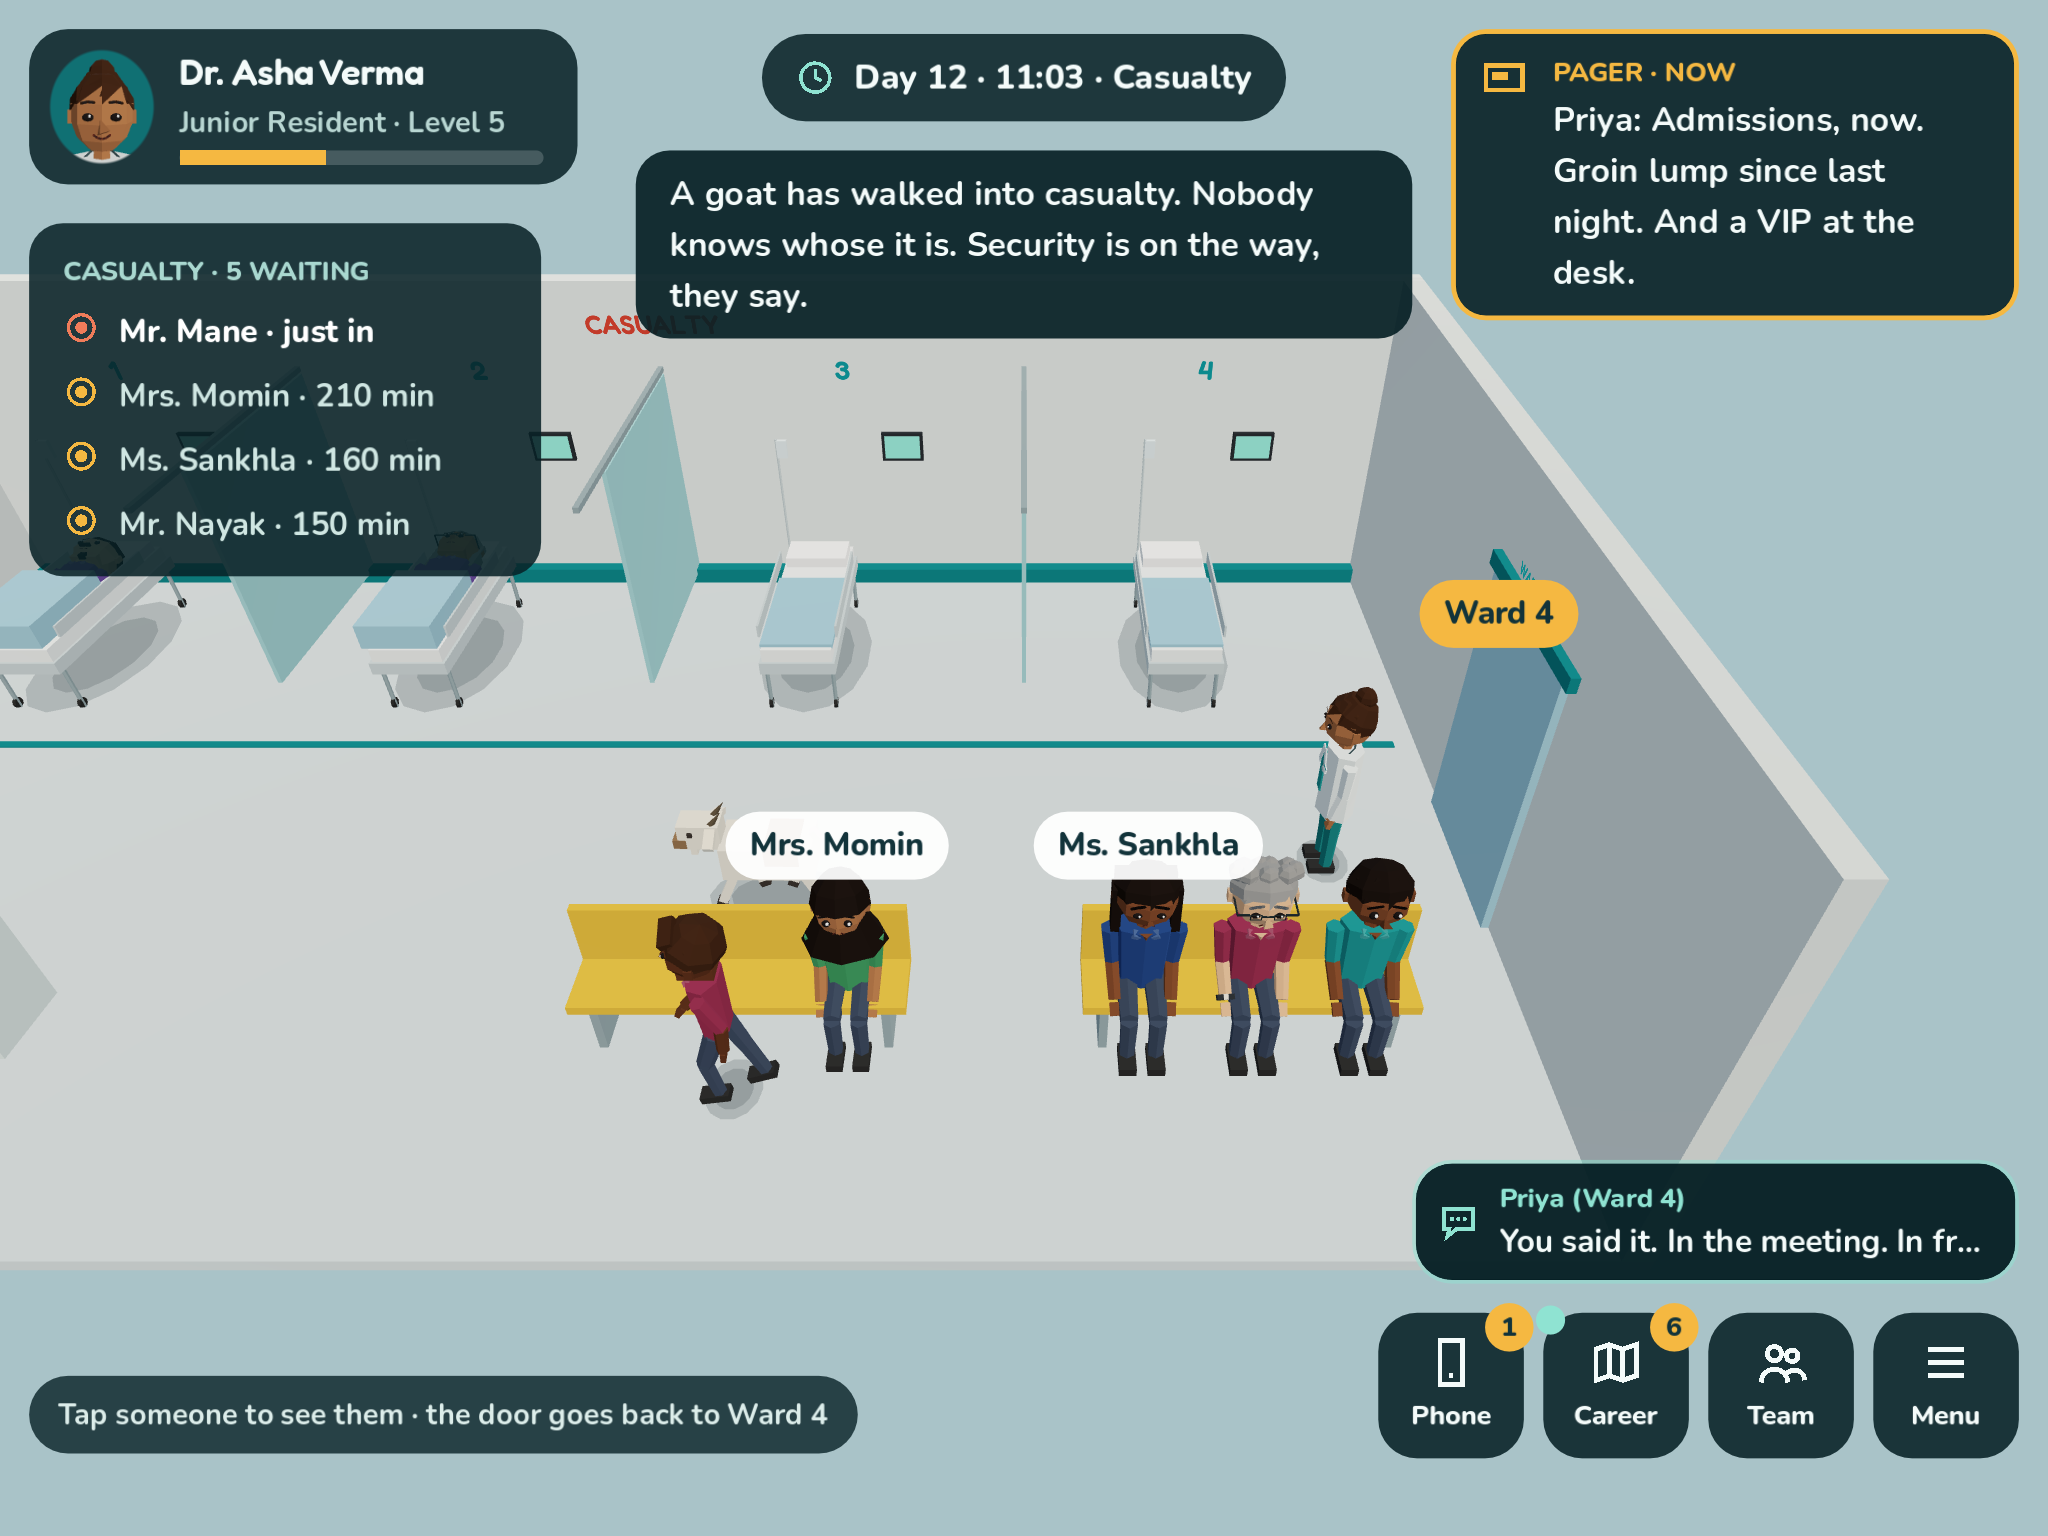 Dr. Asha Verma
Junior Resident · Level 5
Day 12 · 11:03 · Casualty
PAGER · NOW
Priya: Admissions, now.
Groin lump since last
night. And a VIP at the
desk.
A goat has walked into casualty. Nobody
knows whose it is. Security is on the way,
they say.
CASUALTY · 5 WAITING
Mr. Mane · just in
Mrs. Momin · 210 min
Ms. Sankhla · 160 min
Mr. Nayak · 150 min
CASUALTY
2
3
4
Ward 4
Mrs. Momin
Ms. Sankhla
Priya (Ward 4)
You said it. In the meeting. In fr...
1
6
Phone
Career
Team
Menu
Tap someone to see them · the door goes back to Ward 4